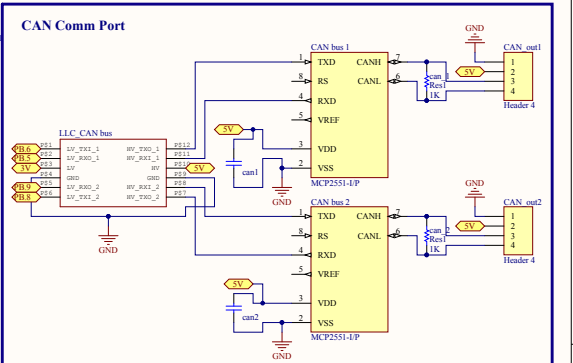 CAN Comm Port
GND
CAN bus 1
CAN_out1
1 TXD CANH 7
8 RS CANL 6
4 RXD
5 VREF
3 VDD
2 VSS
MCP2551-I/P
can_1
Res1
1K
5V
1
2
3
4
Header 4
5V
can1
GND
LLC_CAN bus
PB.6 PS1 LV_TXI_1 HV_TXO_1 PS12
PB.5 PS2 LV_RXO_1 HV_RXI_1 PS11
3V PS3 LV HV PS10 5V
PS4 GND GND PS9
PB.9 PS5 LV_RXO_2 HV_RXI_2 PS8
PB.8 PS6 LV_TXI_2 HV_TXO_2 PS7
GND
GND
CAN bus 2
CAN_out2
1 TXD CANH 7
8 RS CANL 6
4 RXD
5 VREF
3 VDD
2 VSS
MCP2551-I/P
can_2
Res1
1K
5V
1
2
3
4
Header 4
5V
can2
GND